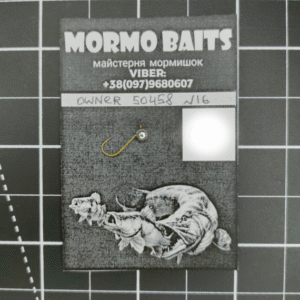 MORMO BAITS
майстерня мормишок
VIBER:
+38(097)9680607
OWNER 50458 №16